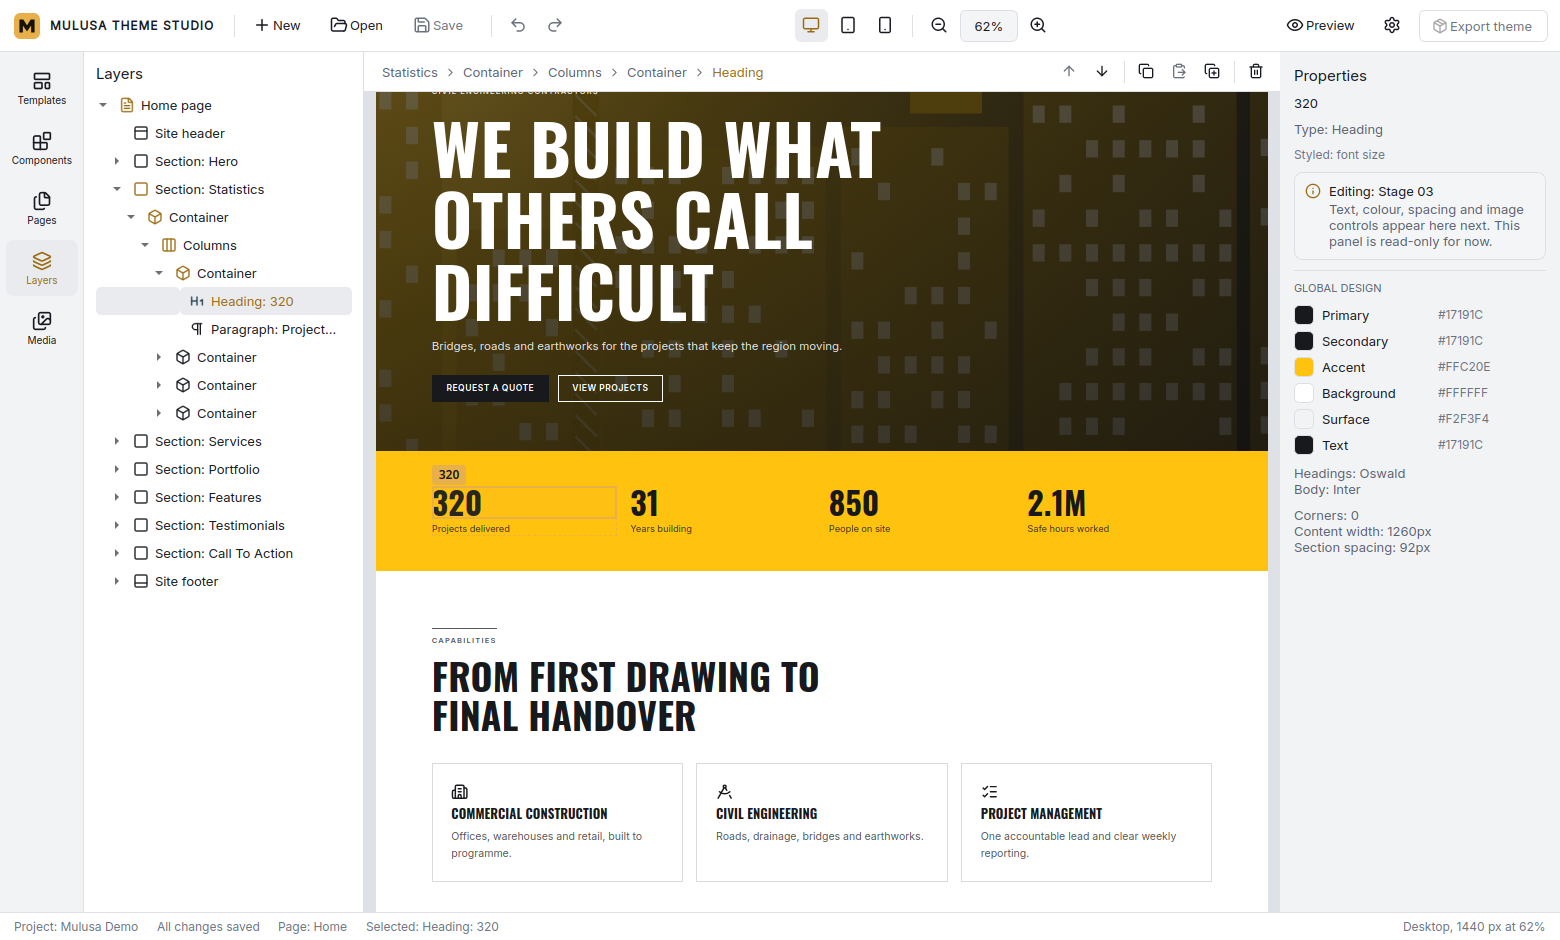 MULUSA THEME STUDIO
New
Open
Save
62%
Preview
Export theme
Templates
Components
Pages
Layers
Media
Layers
Home page
Site header
Section: Hero
Section: Statistics
Container
Columns
Container
H1 Heading: 320
Paragraph: Project...
Container
Container
Container
Section: Services
Section: Portfolio
Section: Features
Section: Testimonials
Section: Call To Action
Site footer
Statistics > Container > Columns > Container > Heading
CIVIL ENGINEERING CONTRACTORS
WE BUILD WHAT
OTHERS CALL
DIFFICULT
Bridges, roads and earthworks for the projects that keep the region moving.
REQUEST A QUOTE
VIEW PROJECTS
320
320
Projects delivered
31
Years building
850
People on site
2.1M
Safe hours worked
CAPABILITIES
FROM FIRST DRAWING TO
FINAL HANDOVER
COMMERCIAL CONSTRUCTION
Offices, warehouses and retail, built to
programme.
CIVIL ENGINEERING
Roads, drainage, bridges and earthworks.
PROJECT MANAGEMENT
One accountable lead and clear weekly
reporting.
Properties
320
Type: Heading
Styled: font size
Editing: Stage 03
Text, colour, spacing and image
controls appear here next. This
panel is read-only for now.
GLOBAL DESIGN
Primary #17191C
Secondary #17191C
Accent #FFC20E
Background #FFFFFF
Surface #F2F3F4
Text #17191C
Headings: Oswald
Body: Inter
Corners: 0
Content width: 1260px
Section spacing: 92px
Project: Mulusa Demo
All changes saved
Page: Home
Selected: Heading: 320
Desktop, 1440 px at 62%